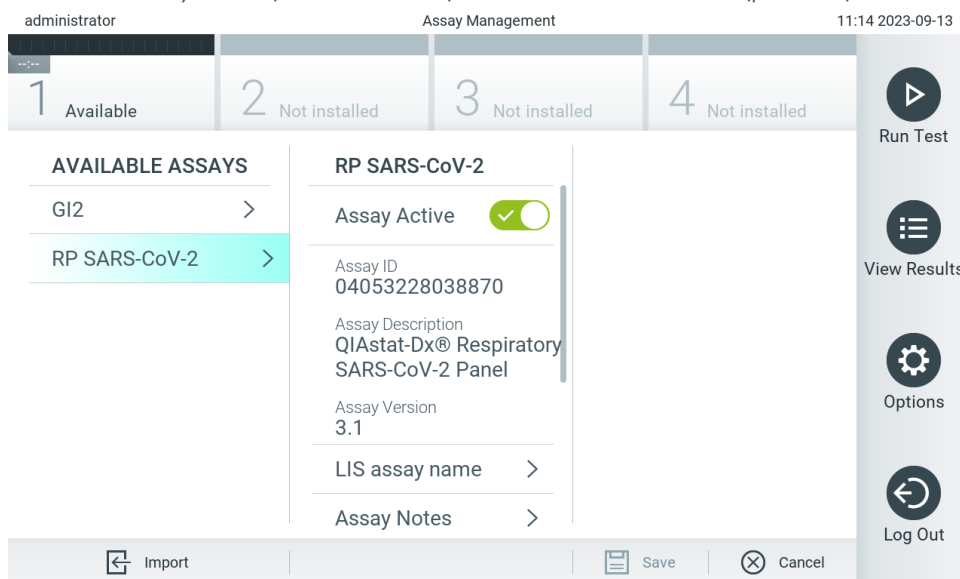 administrator
Assay Management
11:14 2023-09-13
--:--
1 Available
2 Not installed
3 Not installed
4 Not installed
Run Test
View Results
Options
Log Out
AVAILABLE ASSAYS
GI2
RP SARS-CoV-2
RP SARS-CoV-2
Assay Active
Assay ID
04053228038870
Assay Description
QIAstat-Dx® Respiratory
SARS-CoV-2 Panel
Assay Version
3.1
LIS assay name
Assay Notes
Import
Save
Cancel